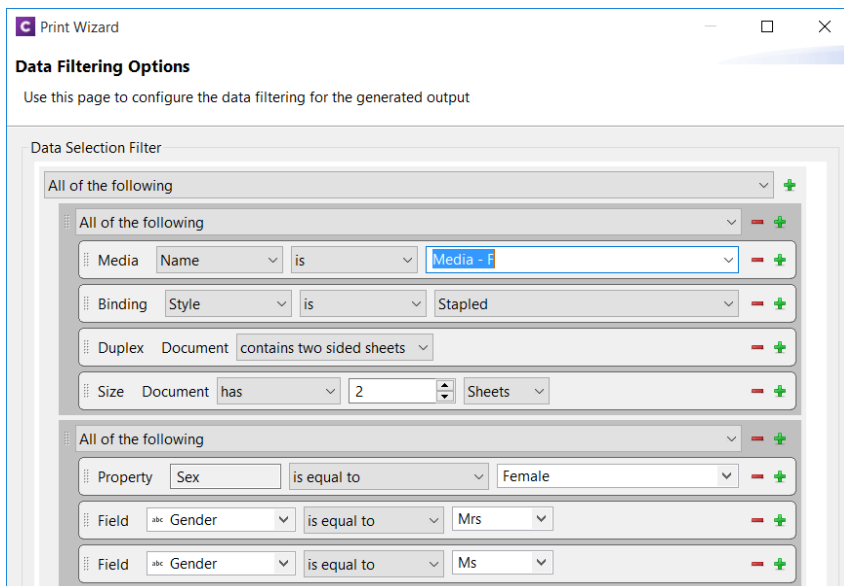 C Print Wizard
Data Filtering Options
Use this page to configure the data filtering for the generated output
Data Selection Filter
All of the following
All of the following
Media Name is Media - F
Binding Style is Stapled
Duplex Document contains two sided sheets
Size Document has 2 Sheets
All of the following
Property Sex is equal to Female
Field abc Gender is equal to Mrs
Field abc Gender is equal to Ms